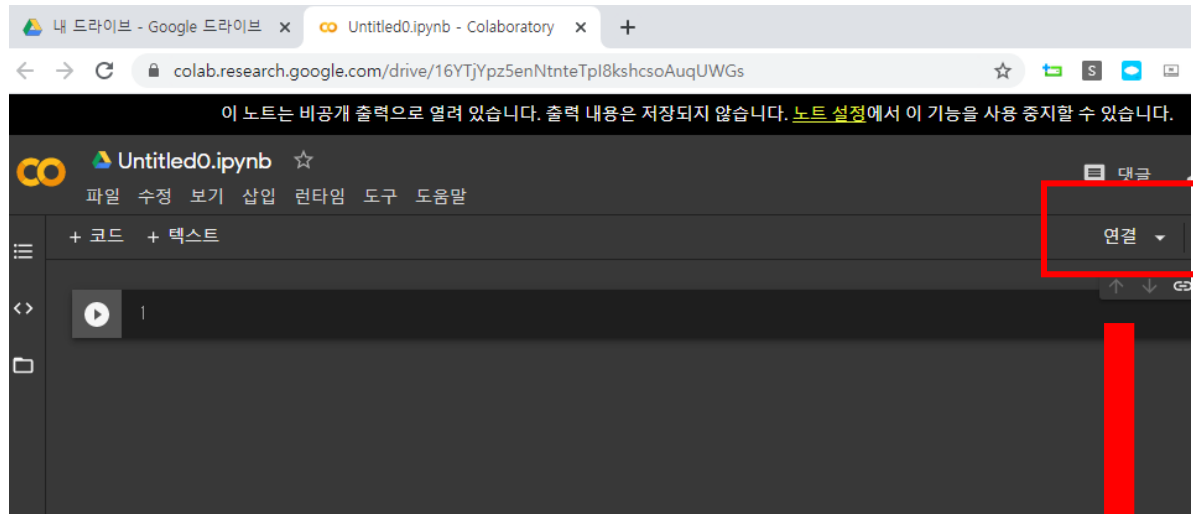 내 드라이브 - Google 드라이브
Untitled0.ipynb - Colaboratory
colab.research.google.com/drive/16YTjYpz5enNtnteTpI8kshcsoAuqUWGs
S
이 노트는 비공개 출력으로 열려 있습니다. 출력 내용은 저장되지 않습니다. 노트 설정에서 이 기능을 사용 중지할 수 있습니다.
Untitled0.ipynb
댓글
파일 수정 보기 삽입 런타임 도구 도움말
+ 코드 + 텍스트
연결
1